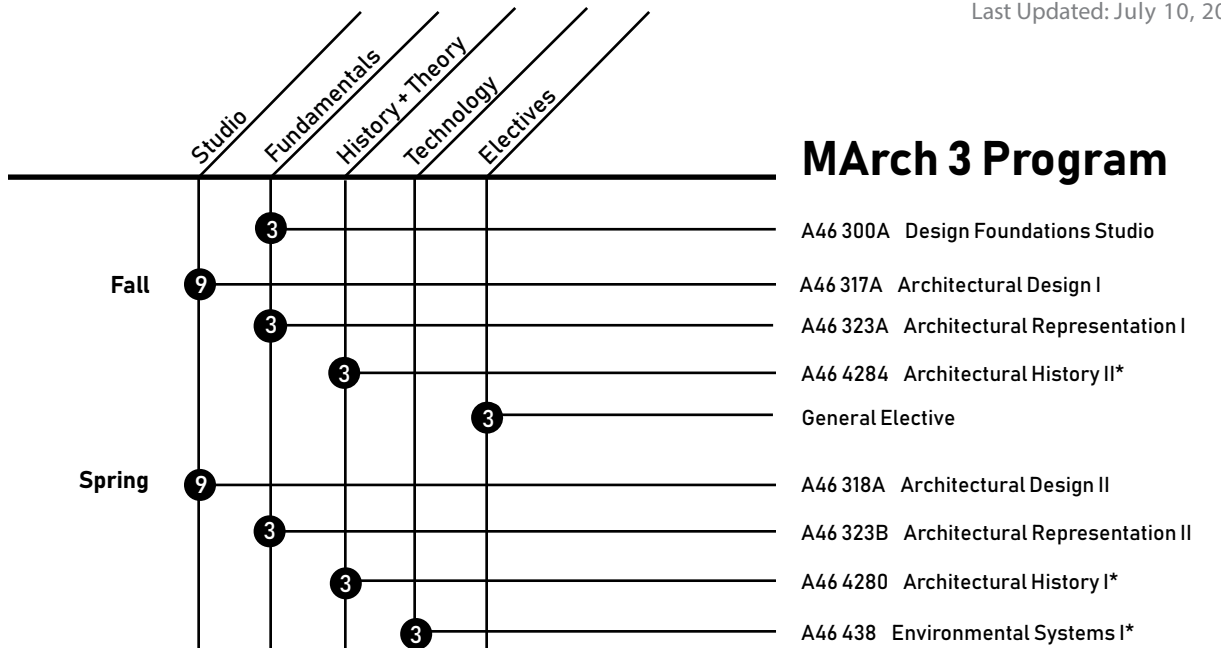 Last Updated: July 10, 20
Studio
Fundamentals
History + Theory
Technology
Electives
MArch 3 Program
3 A46 300A Design Foundations Studio
Fall 9 A46 317A Architectural Design I
3 A46 323A Architectural Representation I
3 A46 4284 Architectural History II*
3 General Elective
Spring 9 A46 318A Architectural Design II
3 A46 323B Architectural Representation II
3 A46 4280 Architectural History I*
3 A46 438 Environmental Systems I*